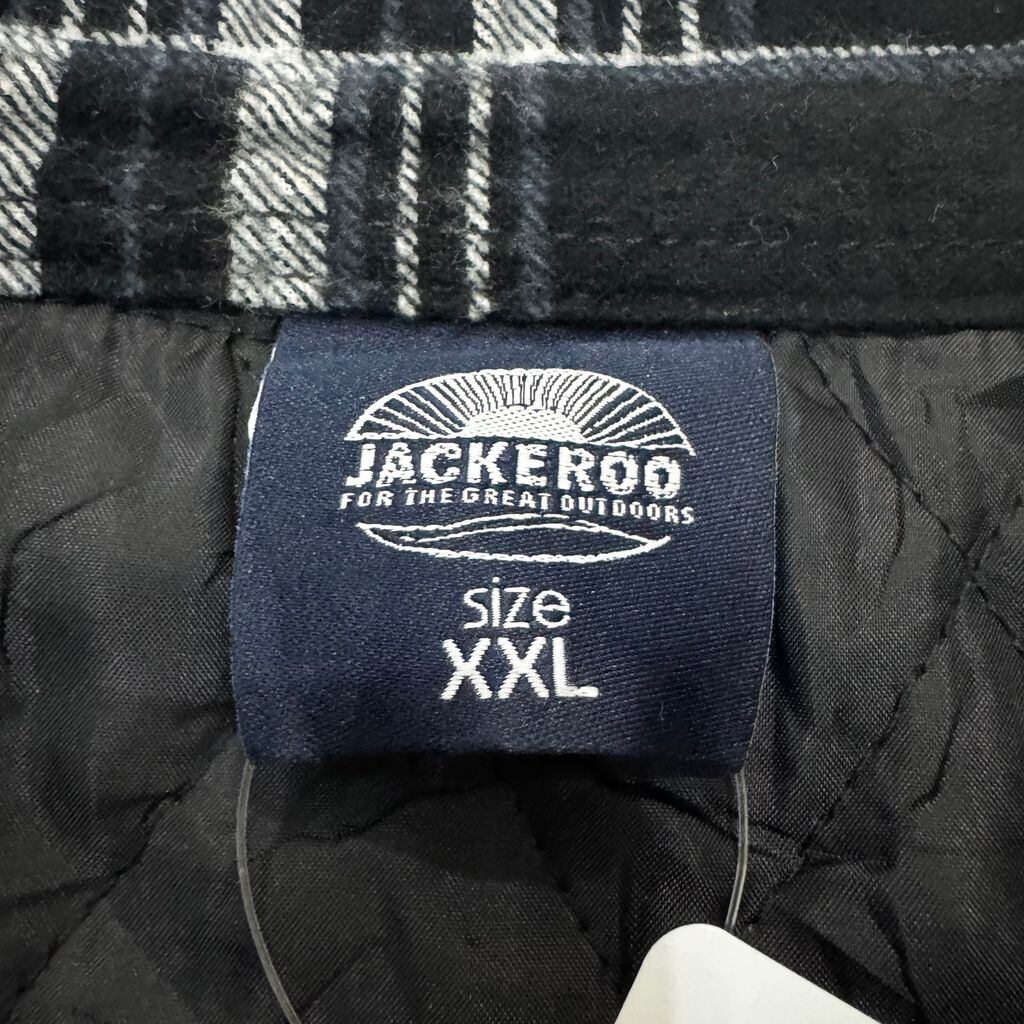 JACKEROO
FOR THE GREAT OUTDOORS
size
XXL